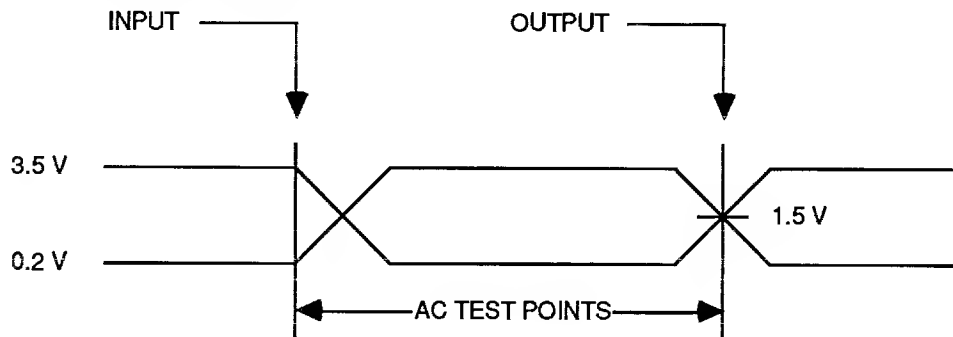 INPUT
OUTPUT
3.5 V
1.5 V
0.2 V
AC TEST POINTS